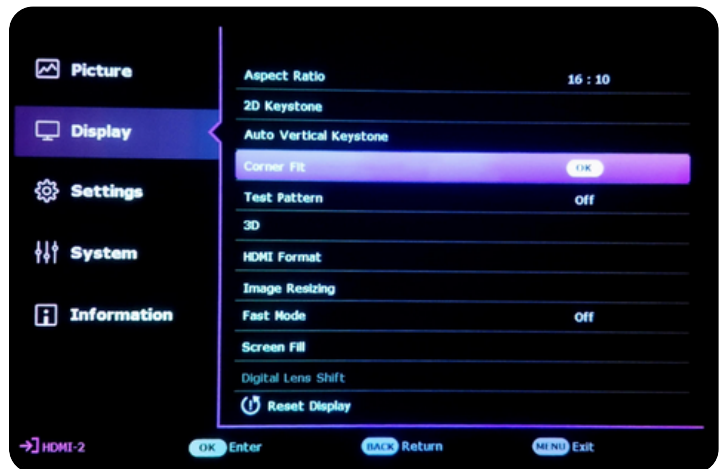 Picture
Display
Settings
System
Information
Aspect Ratio 16 : 10
2D Keystone
Auto Vertical Keystone
Corner Fit OK
Test Pattern Off
3D
HDMI Format
Image Resizing
Fast Mode Off
Screen Fill
Digital Lens Shift
Reset Display
HDMI-2 OK Enter BACK Return MENU Exit